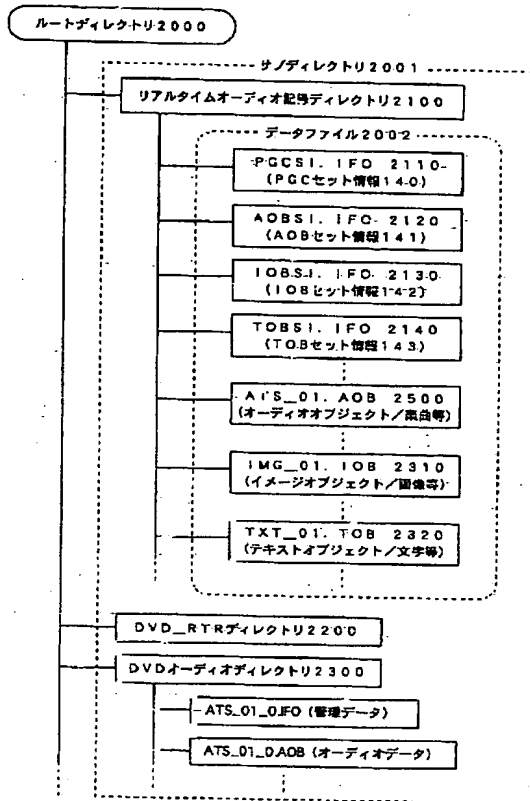 ルートディレクトリ2000
サブディレクトリ2001
リアルタイムオーディオ記号ディレクトリ2100
データファイル2002
PGCSI. IFO 2110
(PGCセット情報140)
AOBSI. IFO 2120
(AOBセット情報141)
IOBSI. IFO 2130
(IOBセット情報142)
TOBSI. IFO 2140
(TOBセット情報143)
ATS_01. AOB 2500
(オーディオオブジェクト/楽曲等)
IMG_01. IOB 2310
(イメージオブジェクト/画像等)
TXT_01. TOB 2320
(テキストオブジェクト/文字等)
DVD_RTRディレクトリ2200
DVDオーディオディレクトリ2300
ATS_01_0.IFO (管理データ)
ATS_01_0.AOB (オーディオデータ)